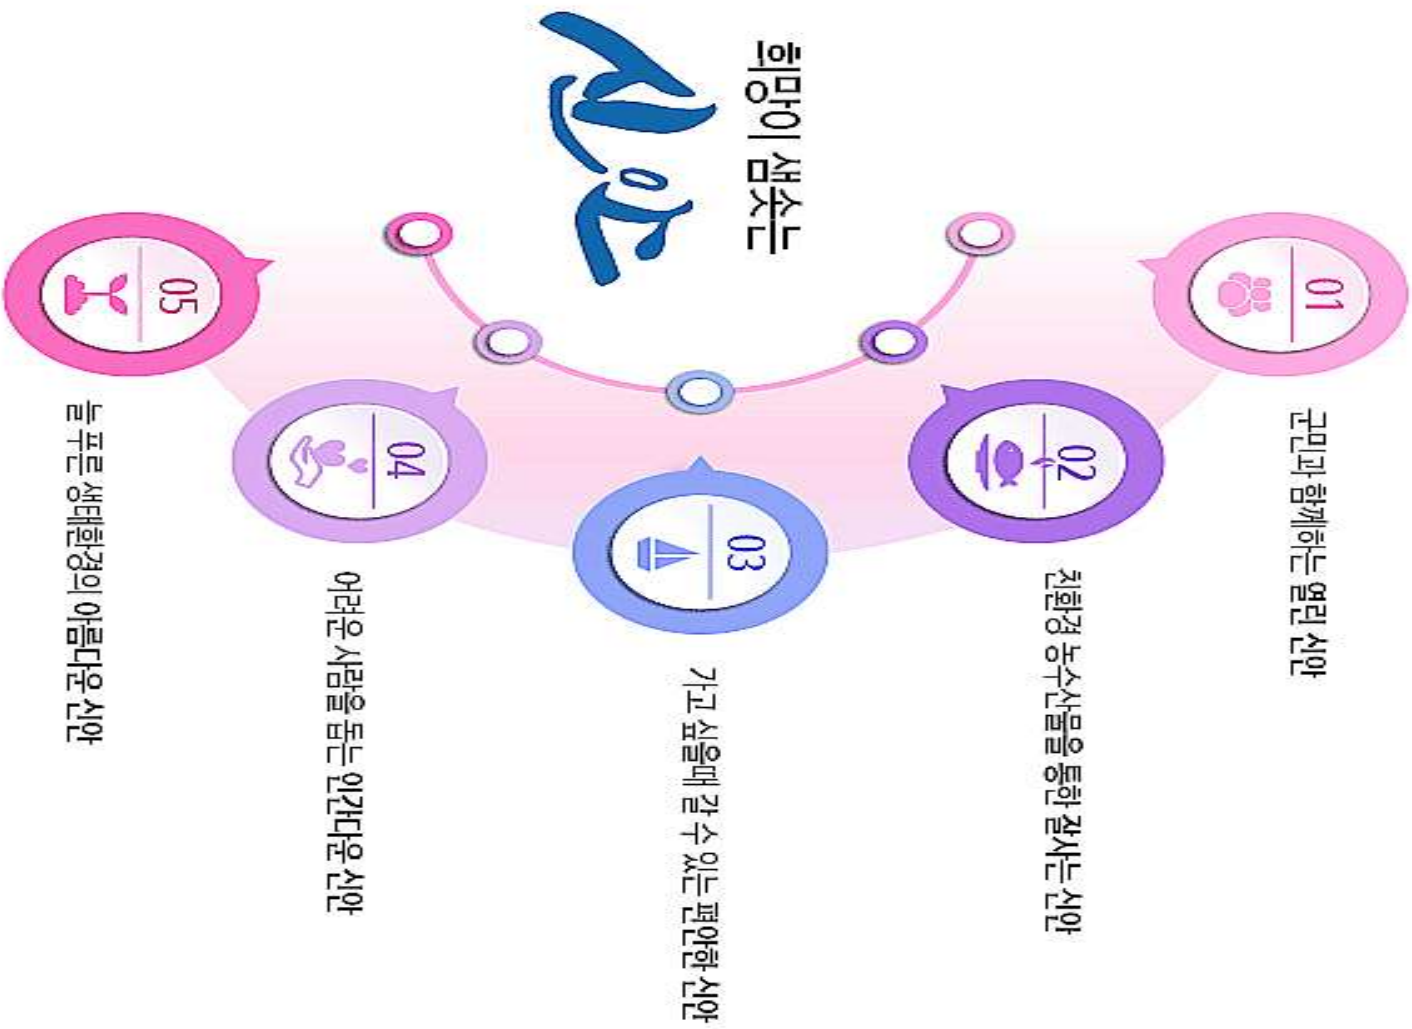 희망이 샘솟는
신안
01
군민과 함께하는 열린 신안
02
친환경 농수산물을 통한 잘사는 신안
03
가고 싶을때 갈 수 있는 편안한 신안
04
어려운 사람을 돕는 인간다운 신안
05
늘 푸른 생태환경의 아름다운 신안